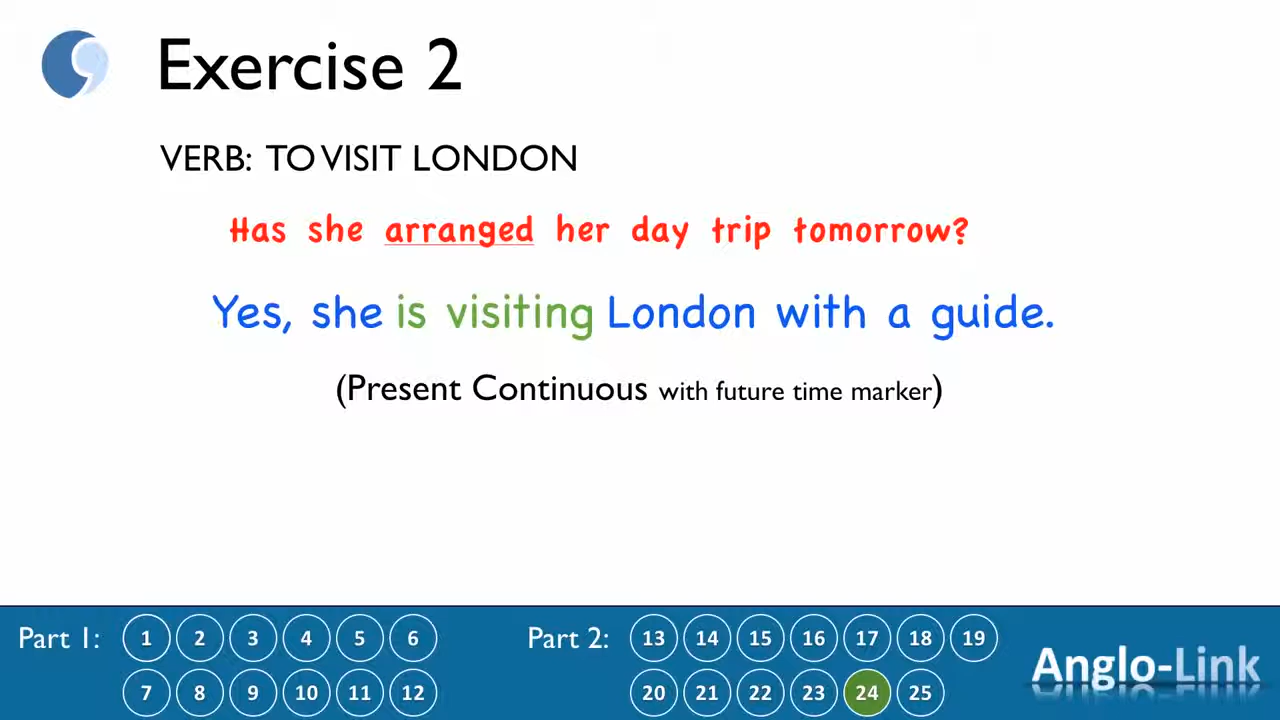 Exercise 2
VERB: TO VISIT LONDON
Has she arranged her day trip tomorrow?
Yes, she is visiting London with a guide.
(Present Continuous with future time marker)
Part 1: 1 2 3 4 5 6
7 8 9 10 11 12
Part 2: 13 14 15 16 17 18 19
20 21 22 23 24 25
Anglo-Link